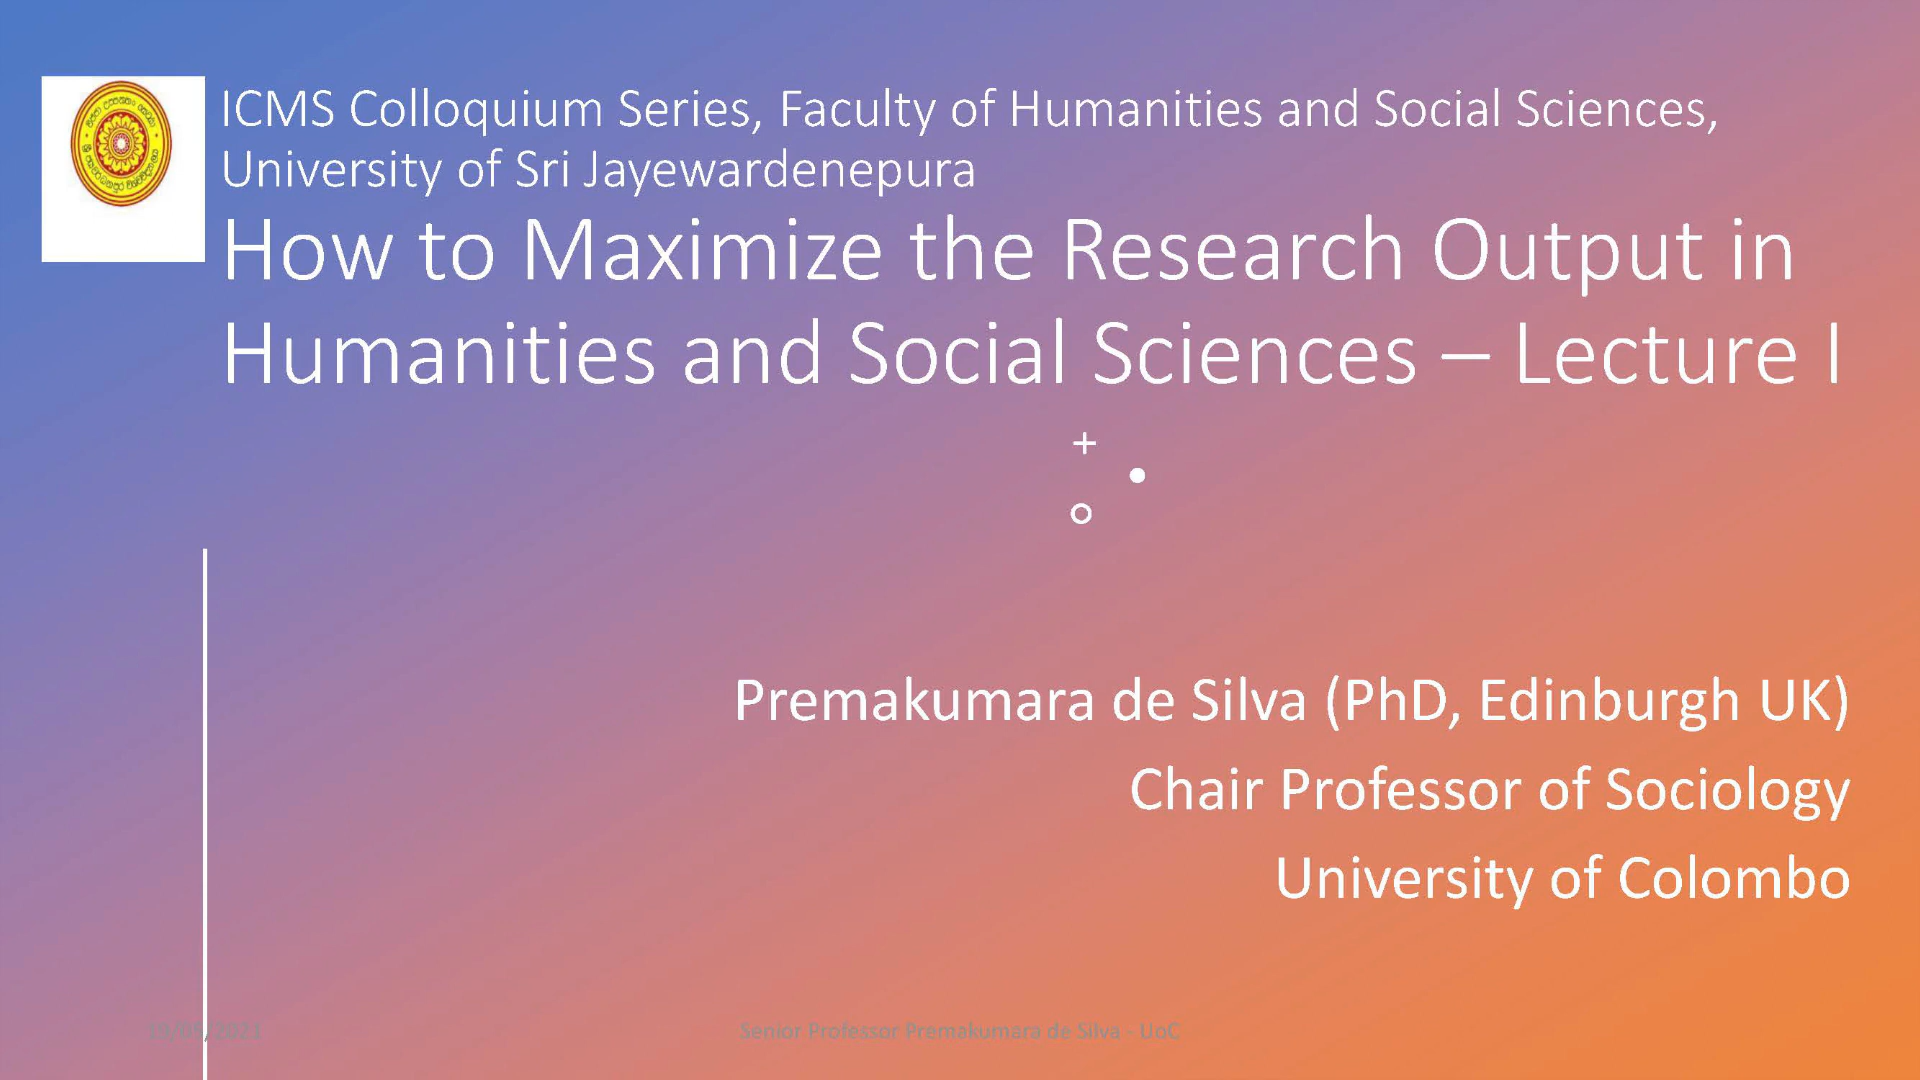 ICMS Colloquium Series, Faculty of Humanities and Social Sciences,
University of Sri Jayewardenepura
How to Maximize the Research Output in
Humanities and Social Sciences – Lecture I
Premakumara de Silva (PhD, Edinburgh UK)
Chair Professor of Sociology
University of Colombo
Senior Professor Premakumara de Silva - UoC